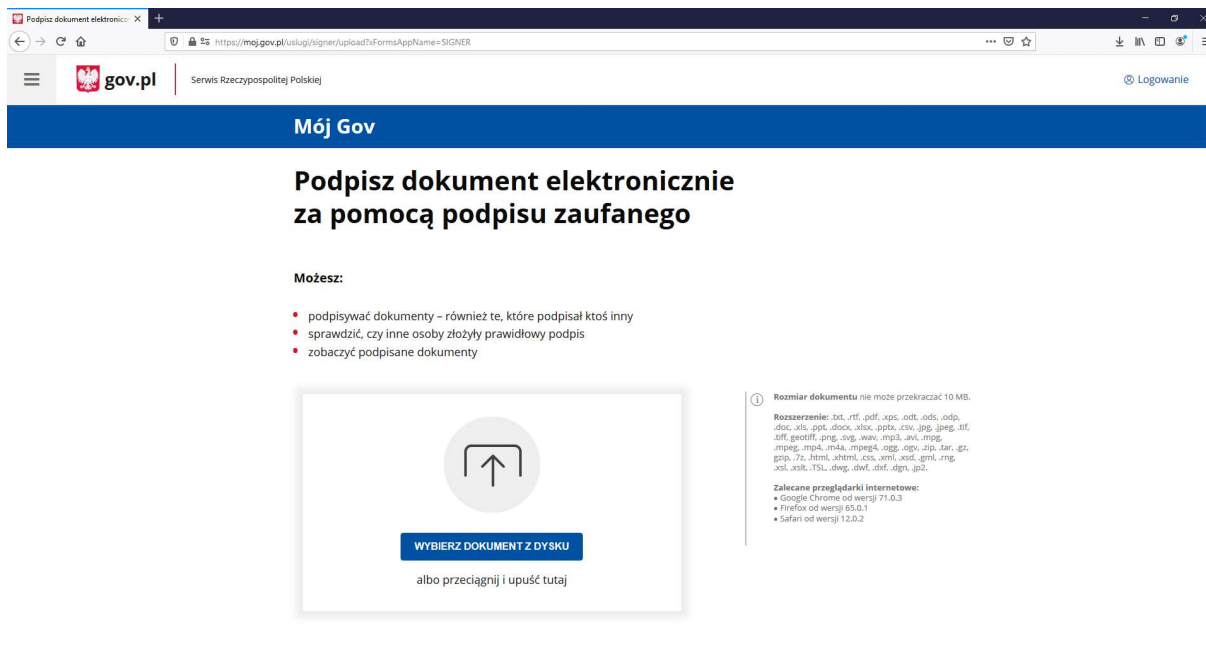 Podpisz dokument elektroniczn
https://moj.gov.pl/uslugi/signer/upload?xFormsAppName=SIGNER
gov.pl
Serwis Rzeczypospolitej Polskiej
Logowanie
Mój Gov
Podpisz dokument elektronicznie
za pomocą podpisu zaufanego
Możesz:
podpisywać dokumenty – również te, które podpisał ktoś inny
sprawdzić, czy inne osoby złożyły prawidłowy podpis
zobaczyć podpisane dokumenty
WYBIERZ DOKUMENT Z DYSKU
albo przeciągnij i upuść tutaj
Rozmiar dokumentu nie może przekraczać 10 MB.
Rozszerzenie: .txt, .rtf, .pdf, .xps, .odt, .ods, .odp,
.doc, .xls, .ppt, .docx, .xlsx, .pptx, .csv, .jpg, .jpeg, .tif,
.tiff, geotiff, .png, .svg, .wav, .mp3, .avi, .mpg,
.mpeg, .mp4, .m4a, .mpeg4, .ogg, .ogv, .zip, .tar, .gz,
gzip, .7z, .html, .xhtml, .css, .xml, .xsd, .gml, .rng,
.xsl, .xslt, .TSL, .dwg, .dwf, .dxf, .dgn, .jp2.
Zalecane przeglądarki internetowe:
• Google Chrome od wersji 71.0.3
• Firefox od wersji 65.0.1
• Safari od wersji 12.0.2